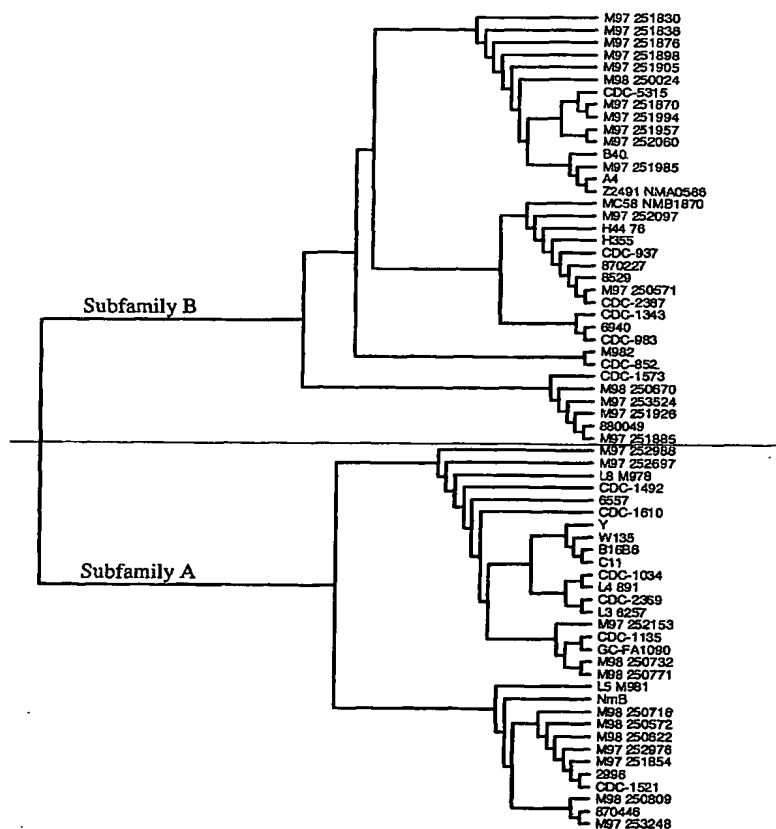 M97 251830
M97 251838
M97 251876
M97 251898
M97 251905
M98 250024
CDC-5315
M97 251870
M97 251994
M97 251957
M97 252060
B40.
M97 251985
A4
Z2491 NMA0586
MC58 NMB1870
M97 252097
H44 76
H355
CDC-937
870227
8529
M97 250571
CDC-2387
CDC-1343
6940
CDC-983
M982
CDC-852
CDC-1573
M98 250670
M97 253524
M97 251926
880049
M97 251885
Subfamily B
M97 252988
M97 252697
L8 M978
CDC-1492
6557
CDC-1610
Y
W135
B16B6
C11
CDC-1034
L4 891
CDC-2369
L3 6257
M97 252153
CDC-1135
GC-FA1090
M98 250732
M98 250771
L5 M981
NmB
M98 250716
M98 250572
M98 250622
M97 252976
M97 251854
2996
CDC-1521
M98 250809
870446
M97 253248
Subfamily A